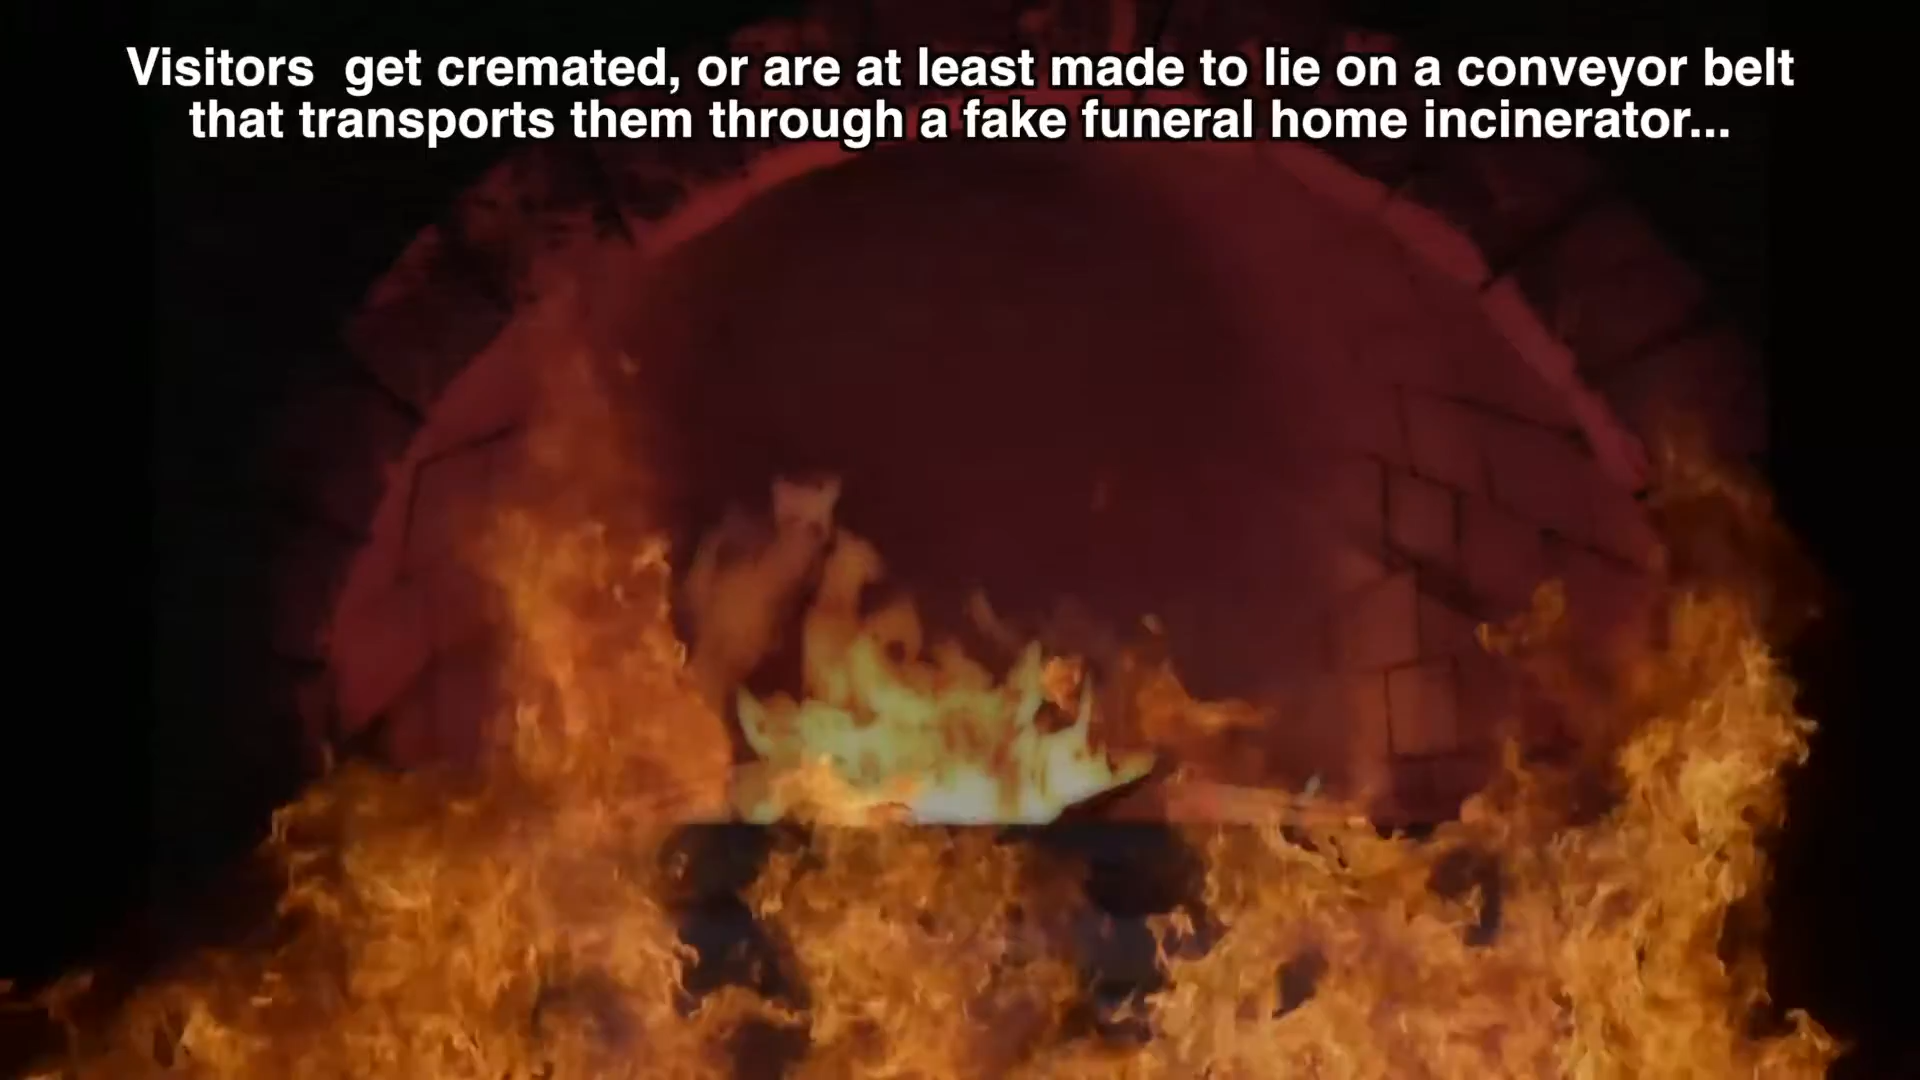 Visitors  get cremated, or are at least made to lie on a conveyor belt
that transports them through a fake funeral home incinerator...